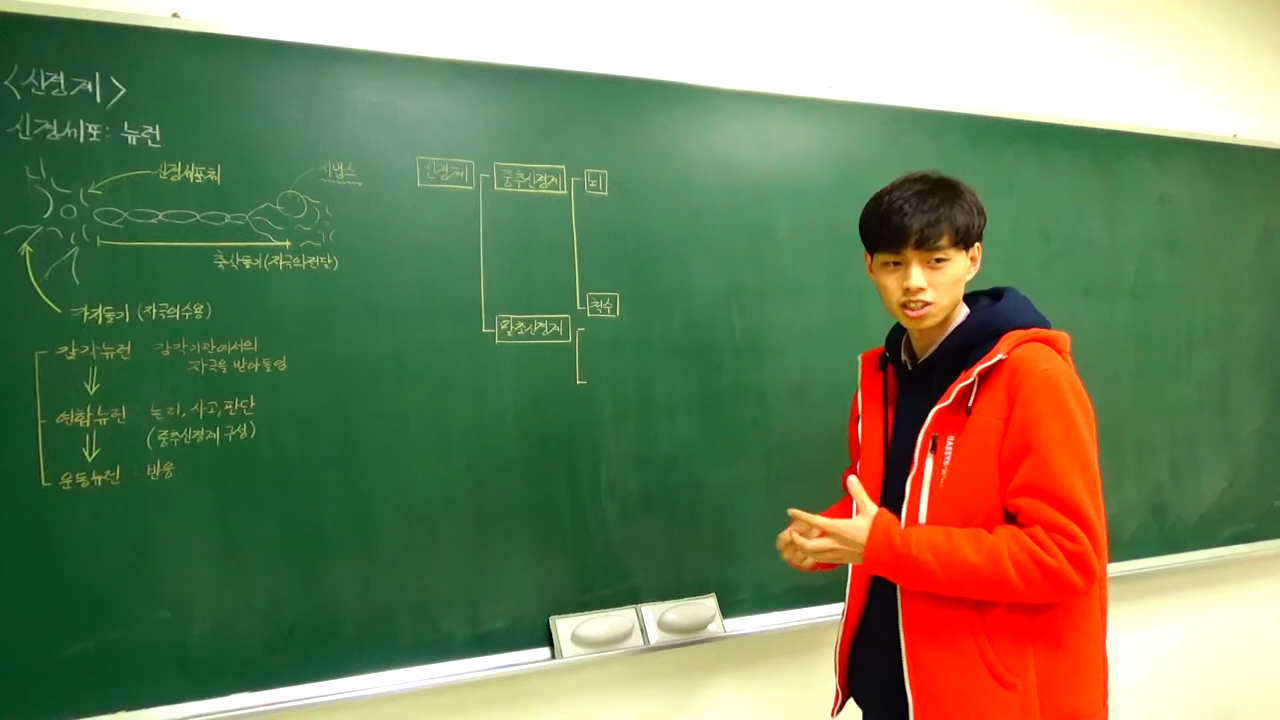 <신경계>
신경세포: 뉴런
신경세포체
시냅스
축삭돌기(자극의 전달)
가지돌기 (자극의 수용)
감각뉴런 감각기관에서의
자극을 받아들임
연합뉴런 : 논리, 사고, 판단
(중추신경계 구성)
운동뉴런 : 반응
신경계
중추신경계
뇌
척수
말초신경계